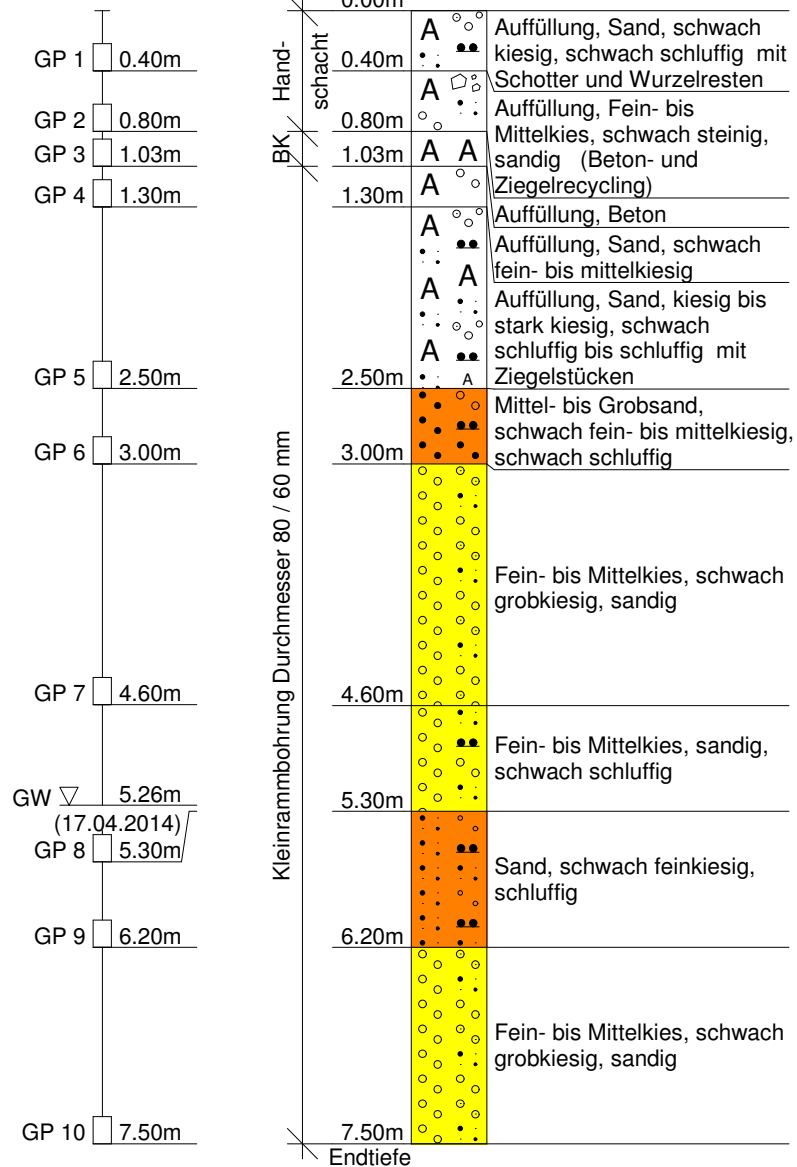 0.00m
GP 1 0.40m
GP 2 0.80m
GP 3 1.03m
GP 4 1.30m
GP 5 2.50m
GP 6 3.00m
GP 7 4.60m
GW 5.26m
(17.04.2014)
GP 8 5.30m
GP 9 6.20m
GP 10 7.50m
Hand-
schacht
BK
Kleinrammbohrung Durchmesser 80 / 60 mm
0.40m
0.80m
1.03m
1.30m
2.50m
3.00m
4.60m
5.30m
6.20m
7.50m
Endtiefe
A
A
A A
A
A
A
A
A
A
Auffüllung, Sand, schwach
kiesig, schwach schluffig mit
Schotter und Wurzelresten
Auffüllung, Fein- bis
Mittelkies, schwach steinig,
sandig (Beton- und
Ziegelrecycling)
Auffüllung, Beton
Auffüllung, Sand, schwach
fein- bis mittelkiesig
Auffüllung, Sand, kiesig bis
stark kiesig, schwach
schluffig bis schluffig mit
Ziegelstücken
Mittel- bis Grobsand,
schwach fein- bis mittelkiesig,
schwach schluffig
Fein- bis Mittelkies, schwach
grobkiesig, sandig
Fein- bis Mittelkies, sandig,
schwach schluffig
Sand, schwach feinkiesig,
schluffig
Fein- bis Mittelkies, schwach
grobkiesig, sandig